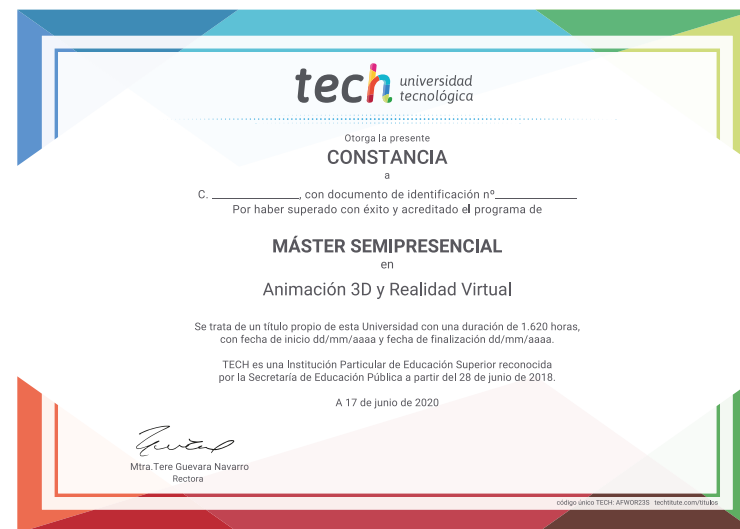 tech universidad
tecnológica
Otorga la presente
CONSTANCIA
a
C. ____________, con documento de identificación nº____________
Por haber superado con éxito y acreditado el programa de
MÁSTER SEMIPRESENCIAL
en
Animación 3D y Realidad Virtual
Se trata de un título propio de esta Universidad con una duración de 1.620 horas,
con fecha de inicio dd/mm/aaaa y fecha de finalización dd/mm/aaaa.
TECH es una Institución Particular de Educación Superior reconocida
por la Secretaría de Educación Pública a partir del 28 de junio de 2018.
A 17 de junio de 2020
Mtra.Tere Guevara Navarro
Rectora
código único TECH: AFWOR23S techtitute.com/titulos